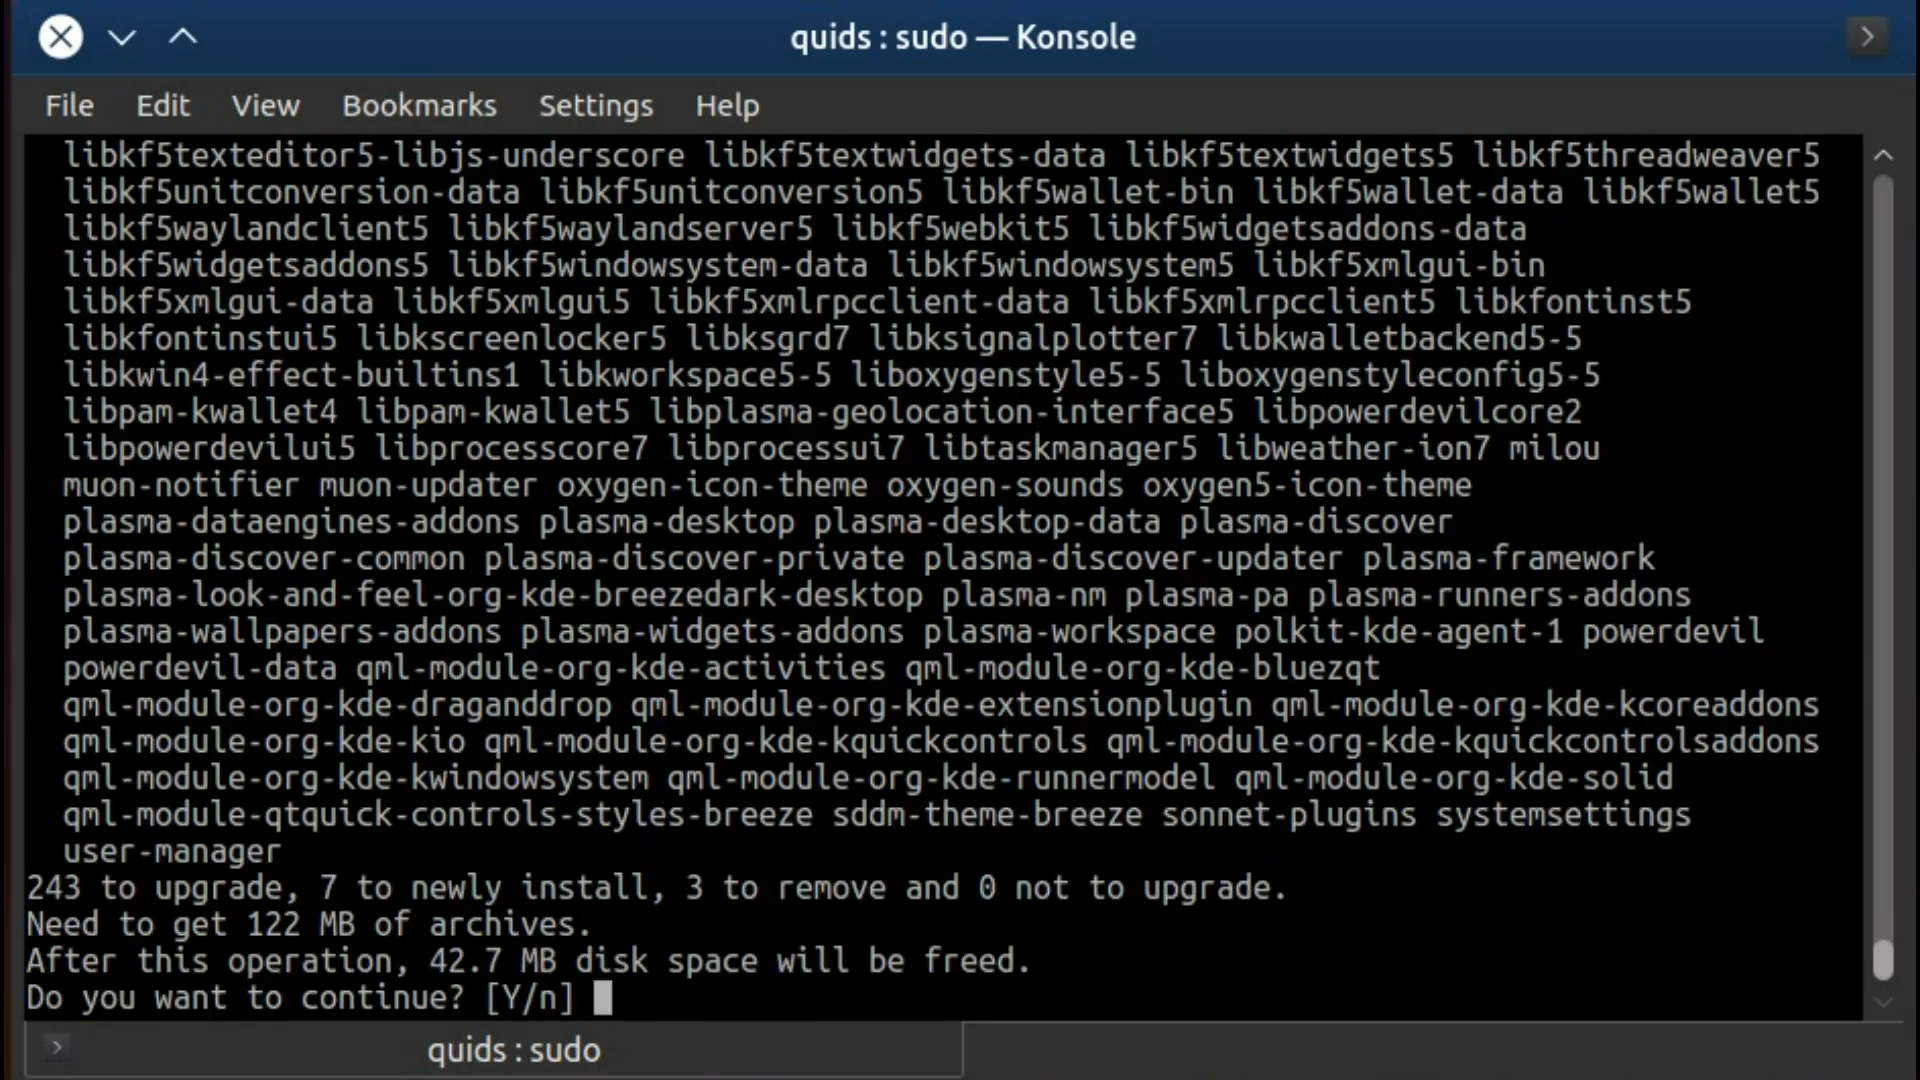 quids : sudo — Konsole
File Edit View Bookmarks Settings Help
libkf5texteditor5-libjs-underscore libkf5textwidgets-data libkf5textwidgets5 libkf5threadweaver5
libkf5unitconversion-data libkf5unitconversion5 libkf5wallet-bin libkf5wallet-data libkf5wallet5
libkf5waylandclient5 libkf5waylandserver5 libkf5webkit5 libkf5widgetsaddons-data
libkf5widgetsaddons5 libkf5windowsystem-data libkf5windowsystem5 libkf5xmlgui-bin
libkf5xmlgui-data libkf5xmlgui5 libkf5xmlrpcclient-data libkf5xmlrpcclient5 libkfontinst5
libkfontinstui5 libkscreenlocker5 libksgrd7 libksignalplotter7 libkwalletbackend5-5
libkwin4-effect-builtins1 libkworkspace5-5 liboxygenstyle5-5 liboxygenstyleconfig5-5
libpam-kwallet4 libpam-kwallet5 libplasma-geolocation-interface5 libpowerdevilcore2
libpowerdevilui5 libprocesscore7 libprocessui7 libtaskmanager5 libweather-ion7 milou
muon-notifier muon-updater oxygen-icon-theme oxygen-sounds oxygen5-icon-theme
plasma-dataengines-addons plasma-desktop plasma-desktop-data plasma-discover
plasma-discover-common plasma-discover-private plasma-discover-updater plasma-framework
plasma-look-and-feel-org-kde-breezedark-desktop plasma-nm plasma-pa plasma-runners-addons
plasma-wallpapers-addons plasma-widgets-addons plasma-workspace polkit-kde-agent-1 powerdevil
powerdevil-data qml-module-org-kde-activities qml-module-org-kde-bluezqt
qml-module-org-kde-draganddrop qml-module-org-kde-extensionplugin qml-module-org-kde-kcoreaddons
qml-module-org-kde-kio qml-module-org-kde-kquickcontrols qml-module-org-kde-kquickcontrolsaddons
qml-module-org-kde-kwindowsystem qml-module-org-kde-runnermodel qml-module-org-kde-solid
qml-module-qtquick-controls-styles-breeze sddm-theme-breeze sonnet-plugins systemsettings
user-manager
243 to upgrade, 7 to newly install, 3 to remove and 0 not to upgrade.
Need to get 122 MB of archives.
After this operation, 42.7 MB disk space will be freed.
Do you want to continue? [Y/n]
quids : sudo